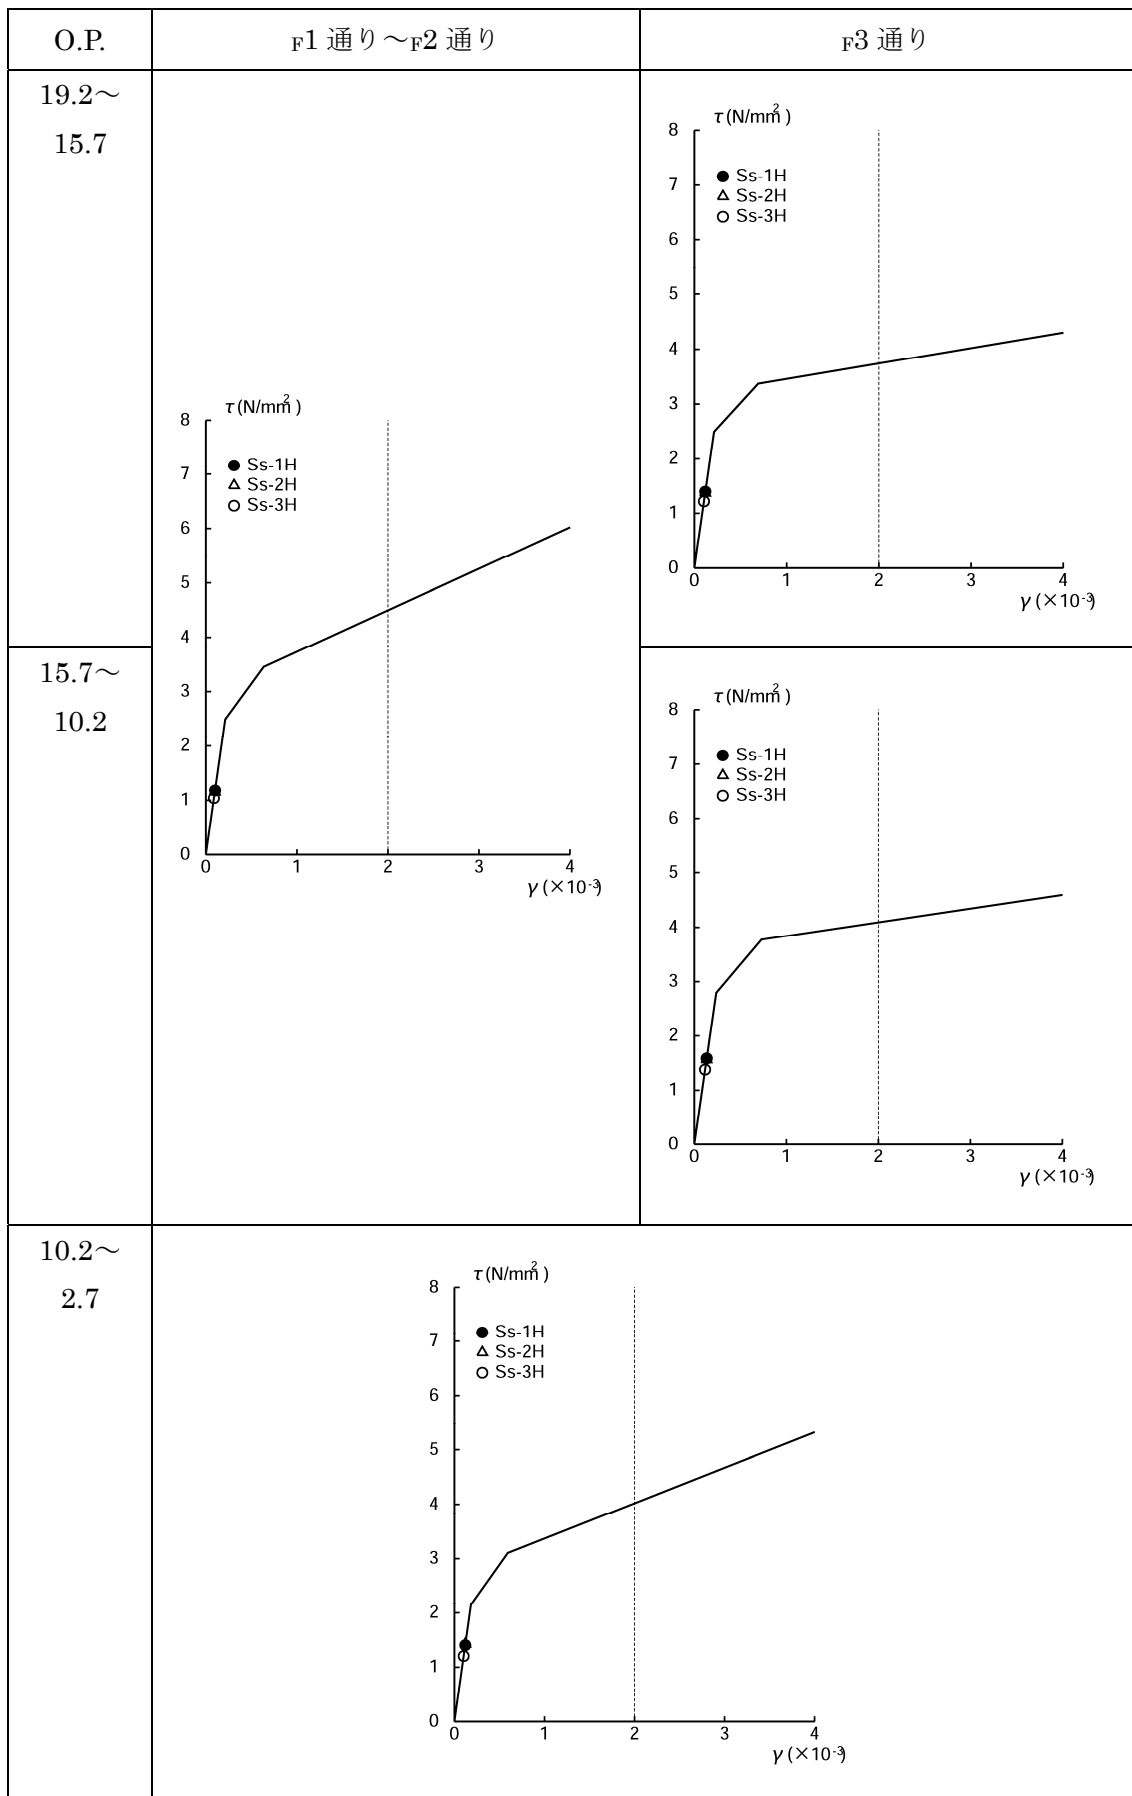 O.P.
F1 通り～F2 通り
F3 通り
19.2～
15.7
τ (N/mm2)
8
7
6
5
4
3
2
1
0
● Ss-1H
△ Ss-2H
○ Ss-3H
0 1 2 3 4
γ (×10-3)
τ (N/mm2)
8
7
6
5
4
3
2
1
0
● Ss-1H
△ Ss-2H
○ Ss-3H
0 1 2 3 4
γ (×10-3)
15.7～
10.2
τ (N/mm2)
8
7
6
5
4
3
2
1
0
● Ss-1H
△ Ss-2H
○ Ss-3H
0 1 2 3 4
γ (×10-3)
10.2～
2.7
τ (N/mm2)
8
7
6
5
4
3
2
1
0
● Ss-1H
△ Ss-2H
○ Ss-3H
0 1 2 3 4
γ (×10-3)